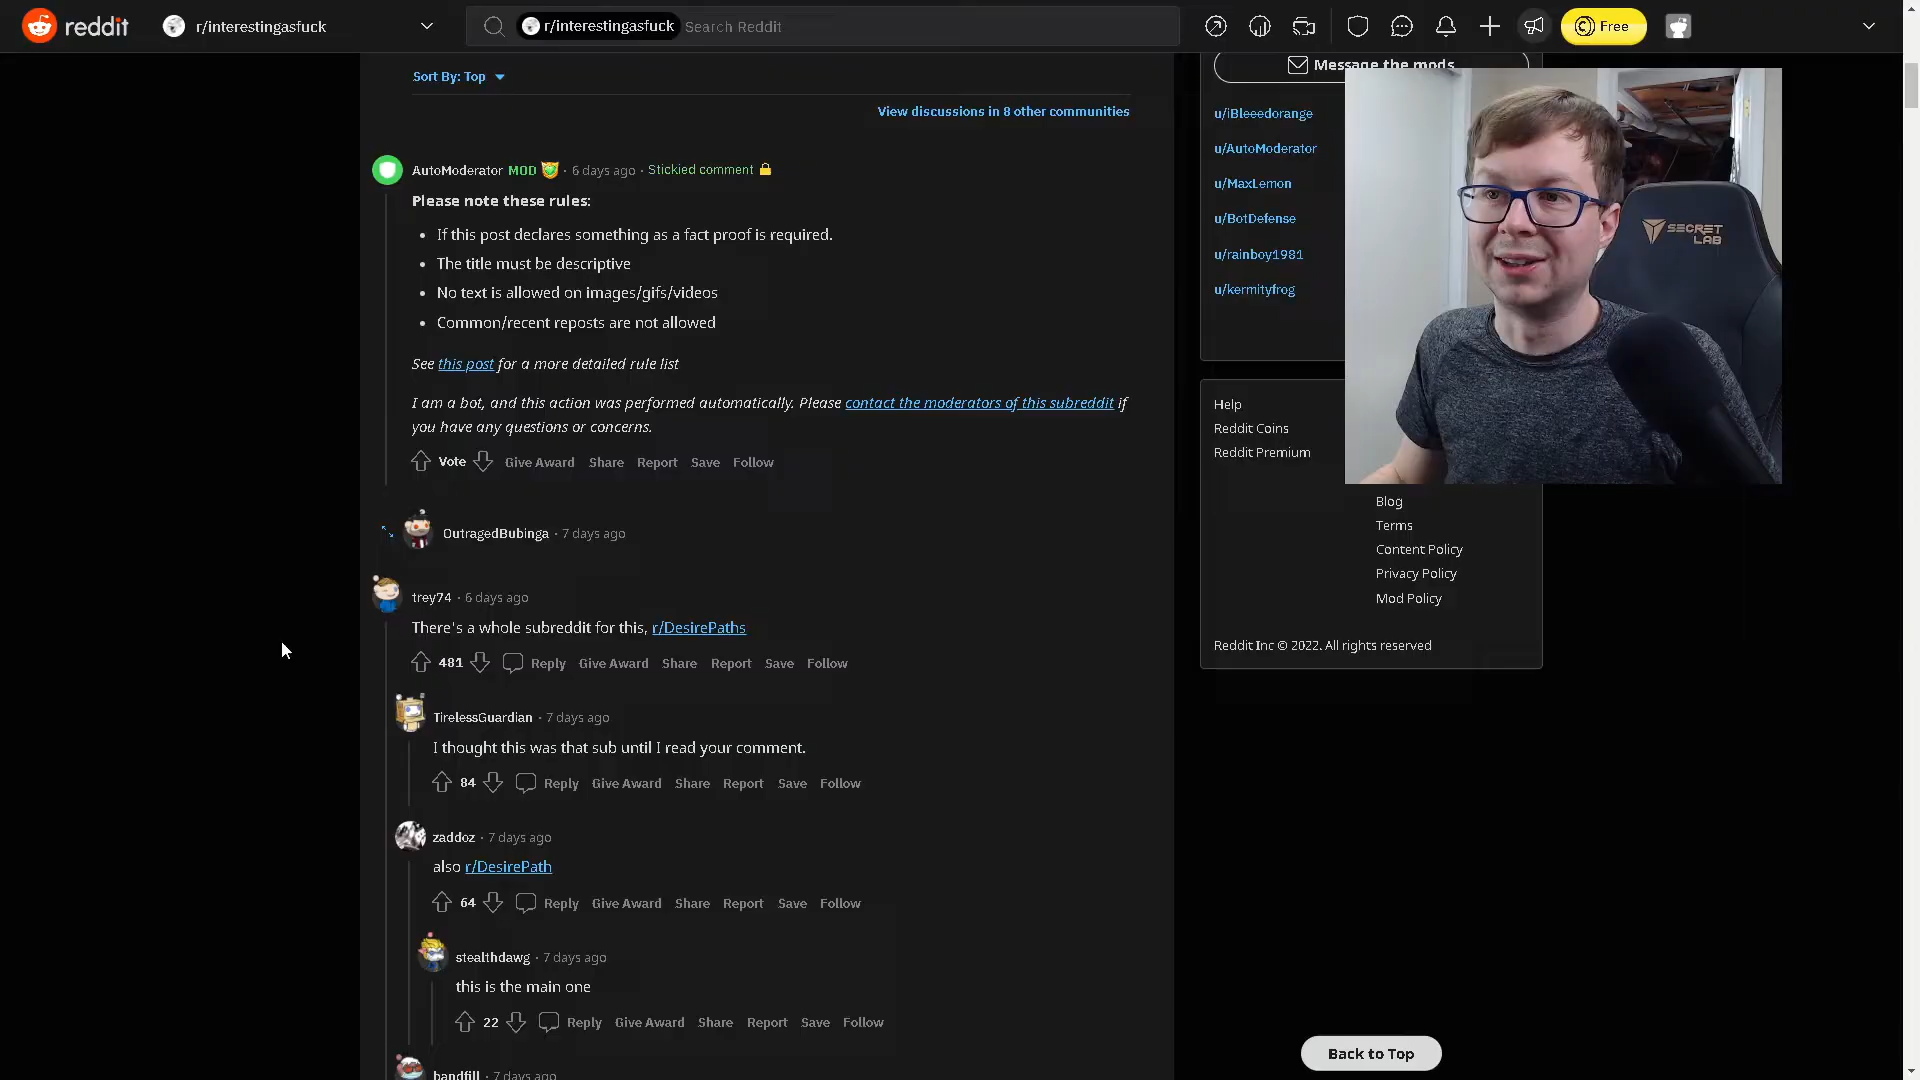 reddit
r/interestingasfuck
r/interestingasfuck Search Reddit
Free
Sort By: Top
View discussions in 8 other communities
AutoModerator MOD · 6 days ago · Stickied comment
Please note these rules:
• If this post declares something as a fact proof is required.
• The title must be descriptive
• No text is allowed on images/gifs/videos
• Common/recent reposts are not allowed
See this post for a more detailed rule list
I am a bot, and this action was performed automatically. Please contact the moderators of this subreddit if
you have any questions or concerns.
Vote Give Award Share Report Save Follow
OutragedBubinga · 7 days ago
trey74 · 6 days ago
There's a whole subreddit for this, r/DesirePaths
481 Reply Give Award Share Report Save Follow
TirelessGuardian · 7 days ago
I thought this was that sub until I read your comment.
84 Reply Give Award Share Report Save Follow
zaddoz · 7 days ago
also r/DesirePath
64 Reply Give Award Share Report Save Follow
stealthdawg · 7 days ago
this is the main one
22 Reply Give Award Share Report Save Follow
bandfill · 7 days ago
Message the mods
u/iBleeedorange
u/AutoModerator
u/MaxLemon
u/BotDefense
u/rainboy1981
u/kermityfrog
SECRET
LAB
Help
Reddit Coins
Reddit Premium
Blog
Terms
Content Policy
Privacy Policy
Mod Policy
Reddit Inc © 2022. All rights reserved
Back to Top